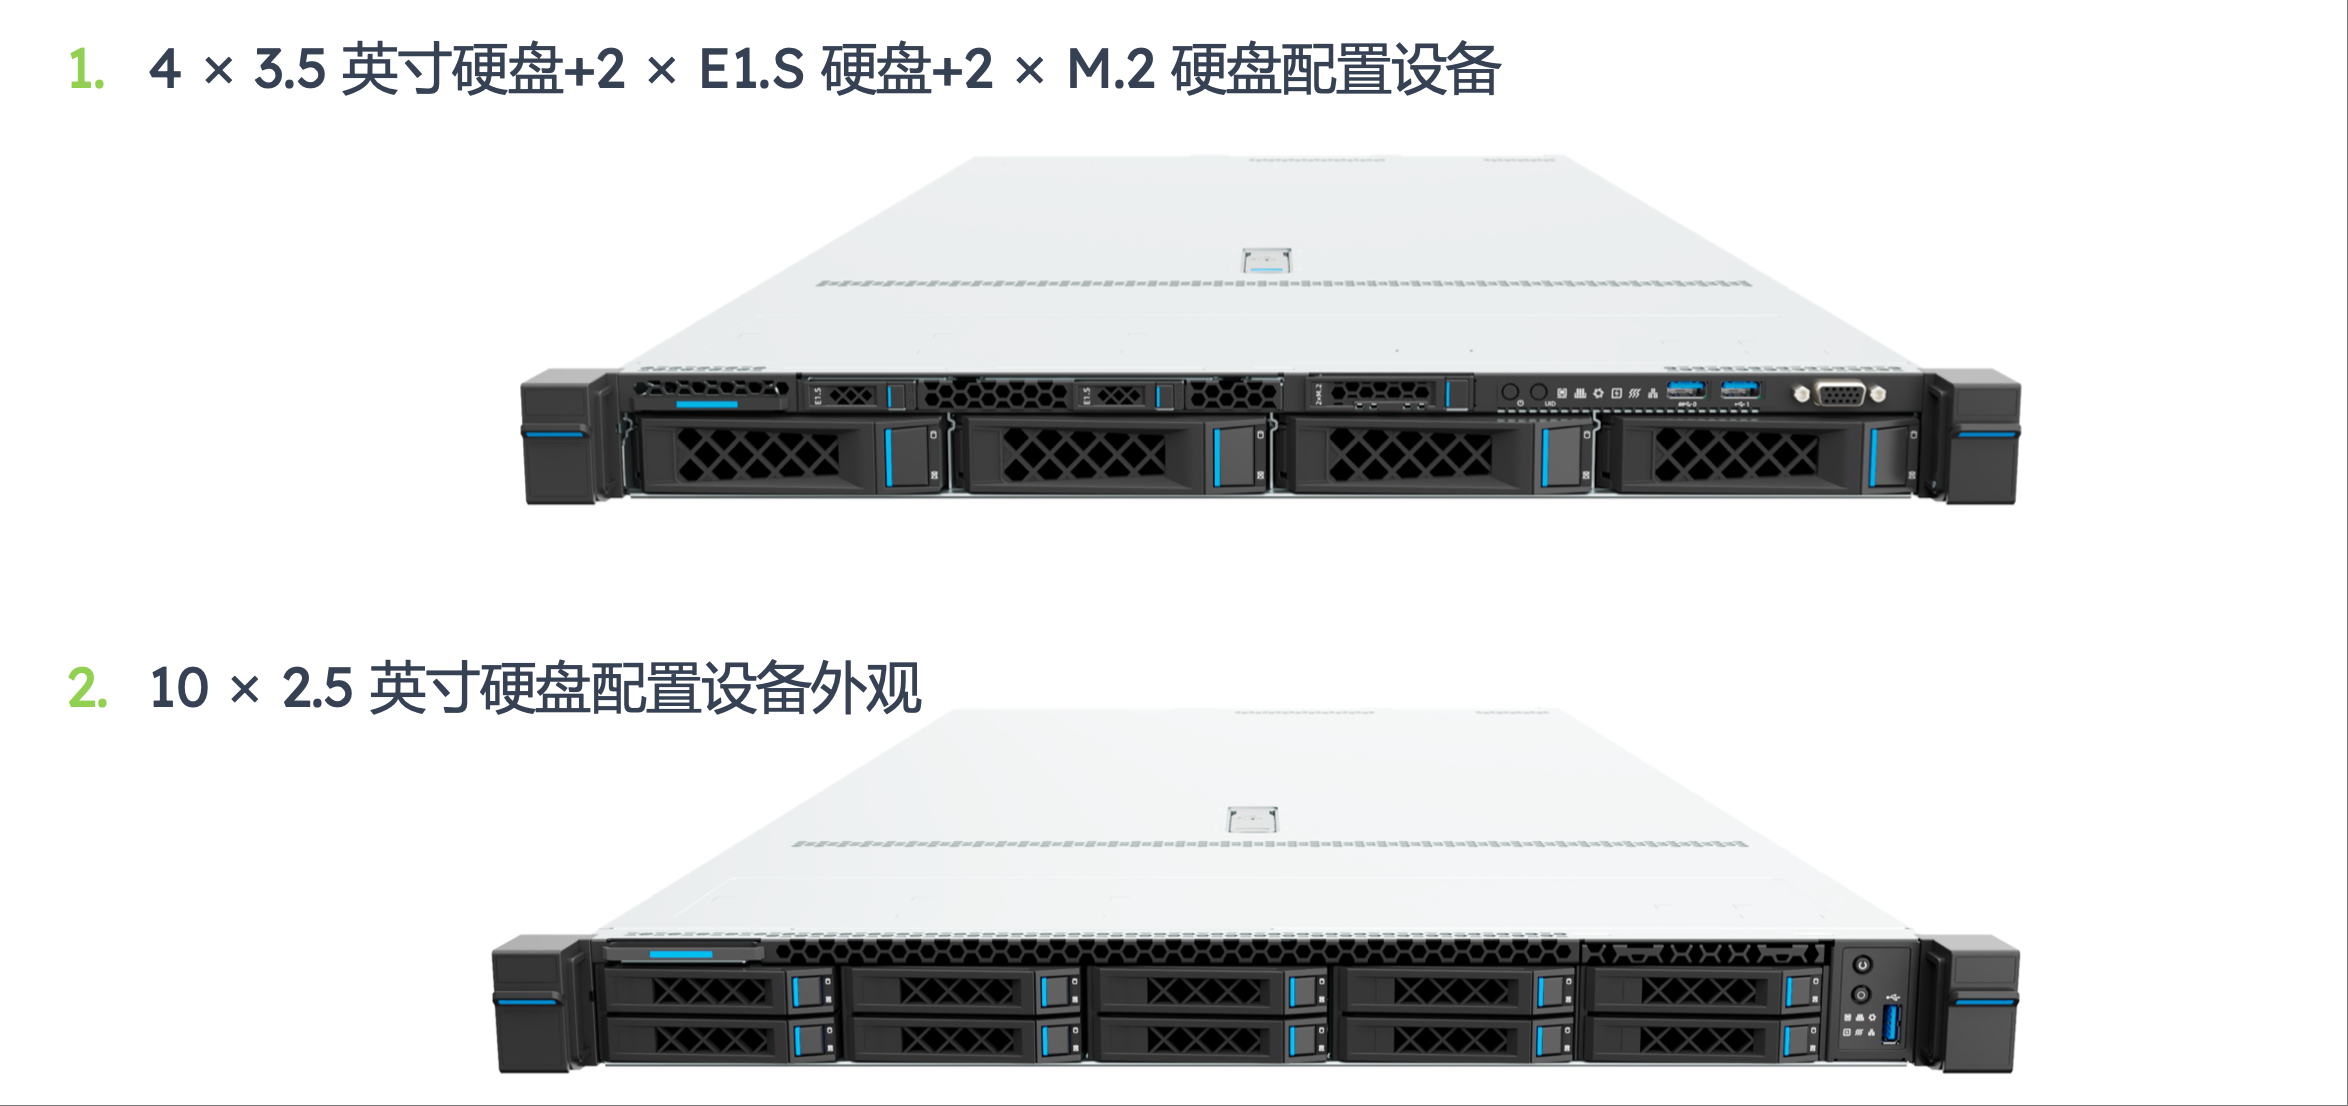 1. 4 × 3.5 英寸硬盘+2 × E1.S 硬盘+2 × M.2 硬盘配置设备
E1.S
E1.S
2×M.2
UID
2. 10 × 2.5 英寸硬盘配置设备外观